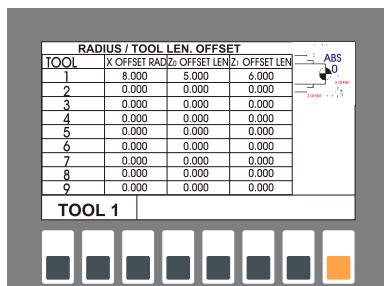 RADIUS / TOOL LEN. OFFSET
TOOL X OFFSET RAD Z0 OFFSET LEN Z1 OFFSET LEN
1 8.000 5.000 6.000
2 0.000 0.000 0.000
3 0.000 0.000 0.000
4 0.000 0.000 0.000
5 0.000 0.000 0.000
6 0.000 0.000 0.000
7 0.000 0.000 0.000
8 0.000 0.000 0.000
9 0.000 0.000 0.000
ABS
0
X OFFSET
Z OFFSET
TOOL 1